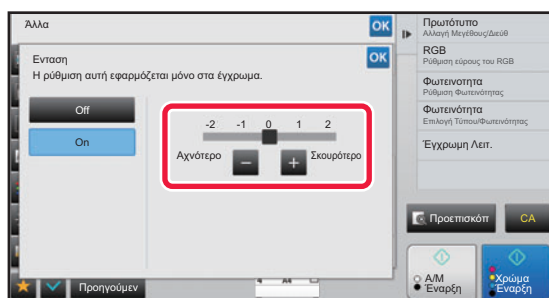 Άλλα
OK
Ενταση
OK
Η ρύθμιση αυτή εφαρμόζεται μόνο στα έγχρωμα.
Off
On
-2 -1 0 1 2
Αχνότερο
Σκουρότερο
Προηγούμεν
Πρωτότυπο
Αλλαγή Μεγέθους/Διεύθ
RGB
Ρύθμιση εύρους του RGB
Φωτεινοτητα
Ρύθμιση Φωτεινότητας
Φωτεινότητα
Επιλογή Τύπου/Φωτεινότητας
Έγχρωμη Λειτ.
Προεπισκόπ
CA
Α/Μ
Έναρξη
Χρώμα
Έναρξη